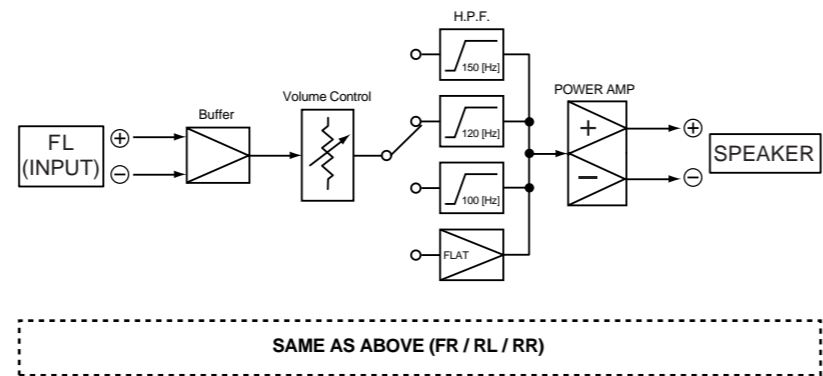 H.P.F.
150 [Hz]
Buffer
Volume Control
POWER AMP
FL
(INPUT)
+
−
120 [Hz]
+
−
+
−
SPEAKER
100 [Hz]
FLAT
SAME AS ABOVE (FR / RL / RR)